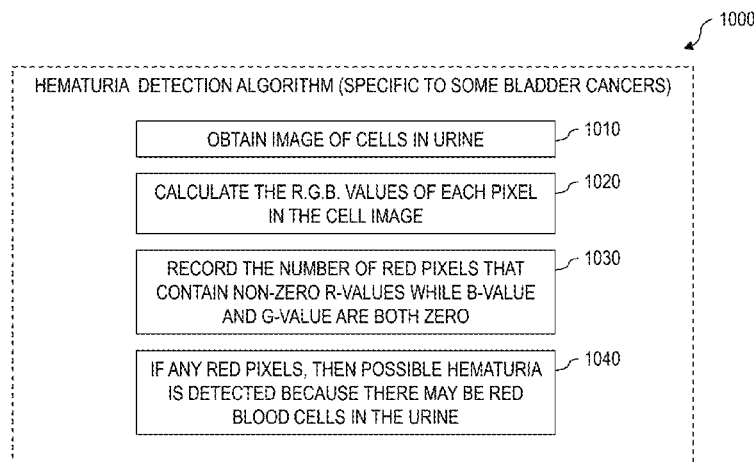 1000
HEMATURIA DETECTION ALGORITHM (SPECIFIC TO SOME BLADDER CANCERS)
OBTAIN IMAGE OF CELLS IN URINE
1010
CALCULATE THE R.G.B. VALUES OF EACH PIXEL
IN THE CELL IMAGE
1020
RECORD THE NUMBER OF RED PIXELS THAT
CONTAIN NON-ZERO R-VALUES WHILE B-VALUE
AND G-VALUE ARE BOTH ZERO
1030
IF ANY RED PIXELS, THEN POSSIBLE HEMATURIA
IS DETECTED BECAUSE THERE MAY BE RED
BLOOD CELLS IN THE URINE
1040